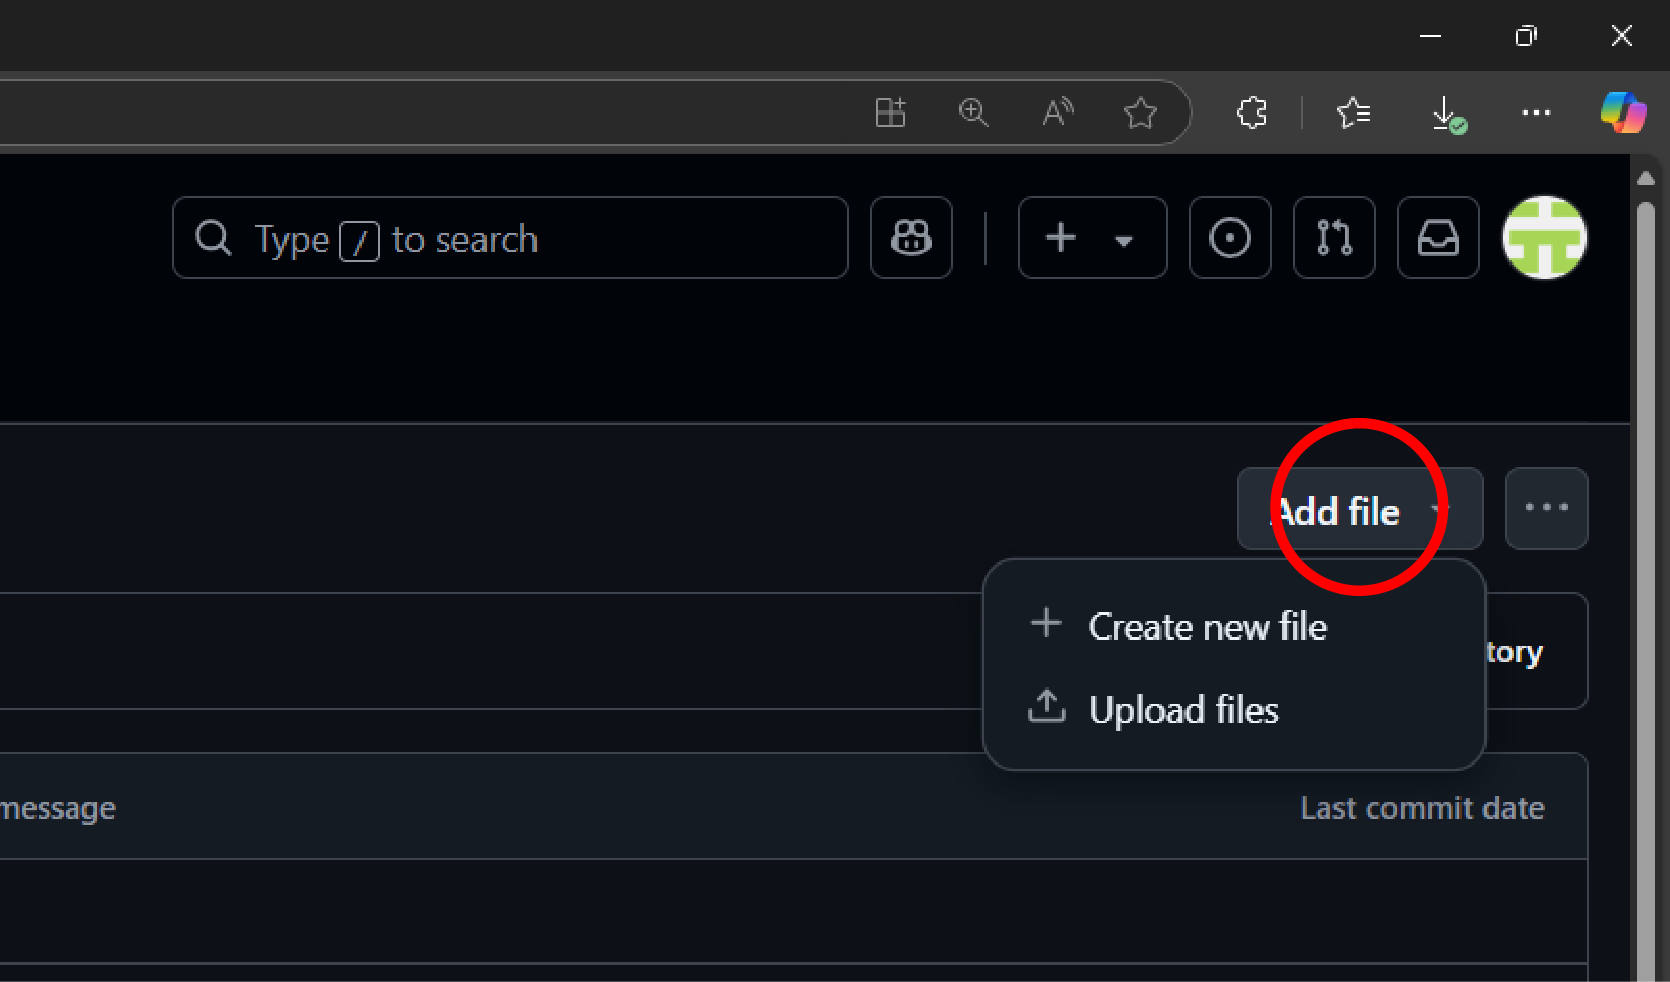 Type / to search
Add file
Create new file
tory
Upload files
message
Last commit date